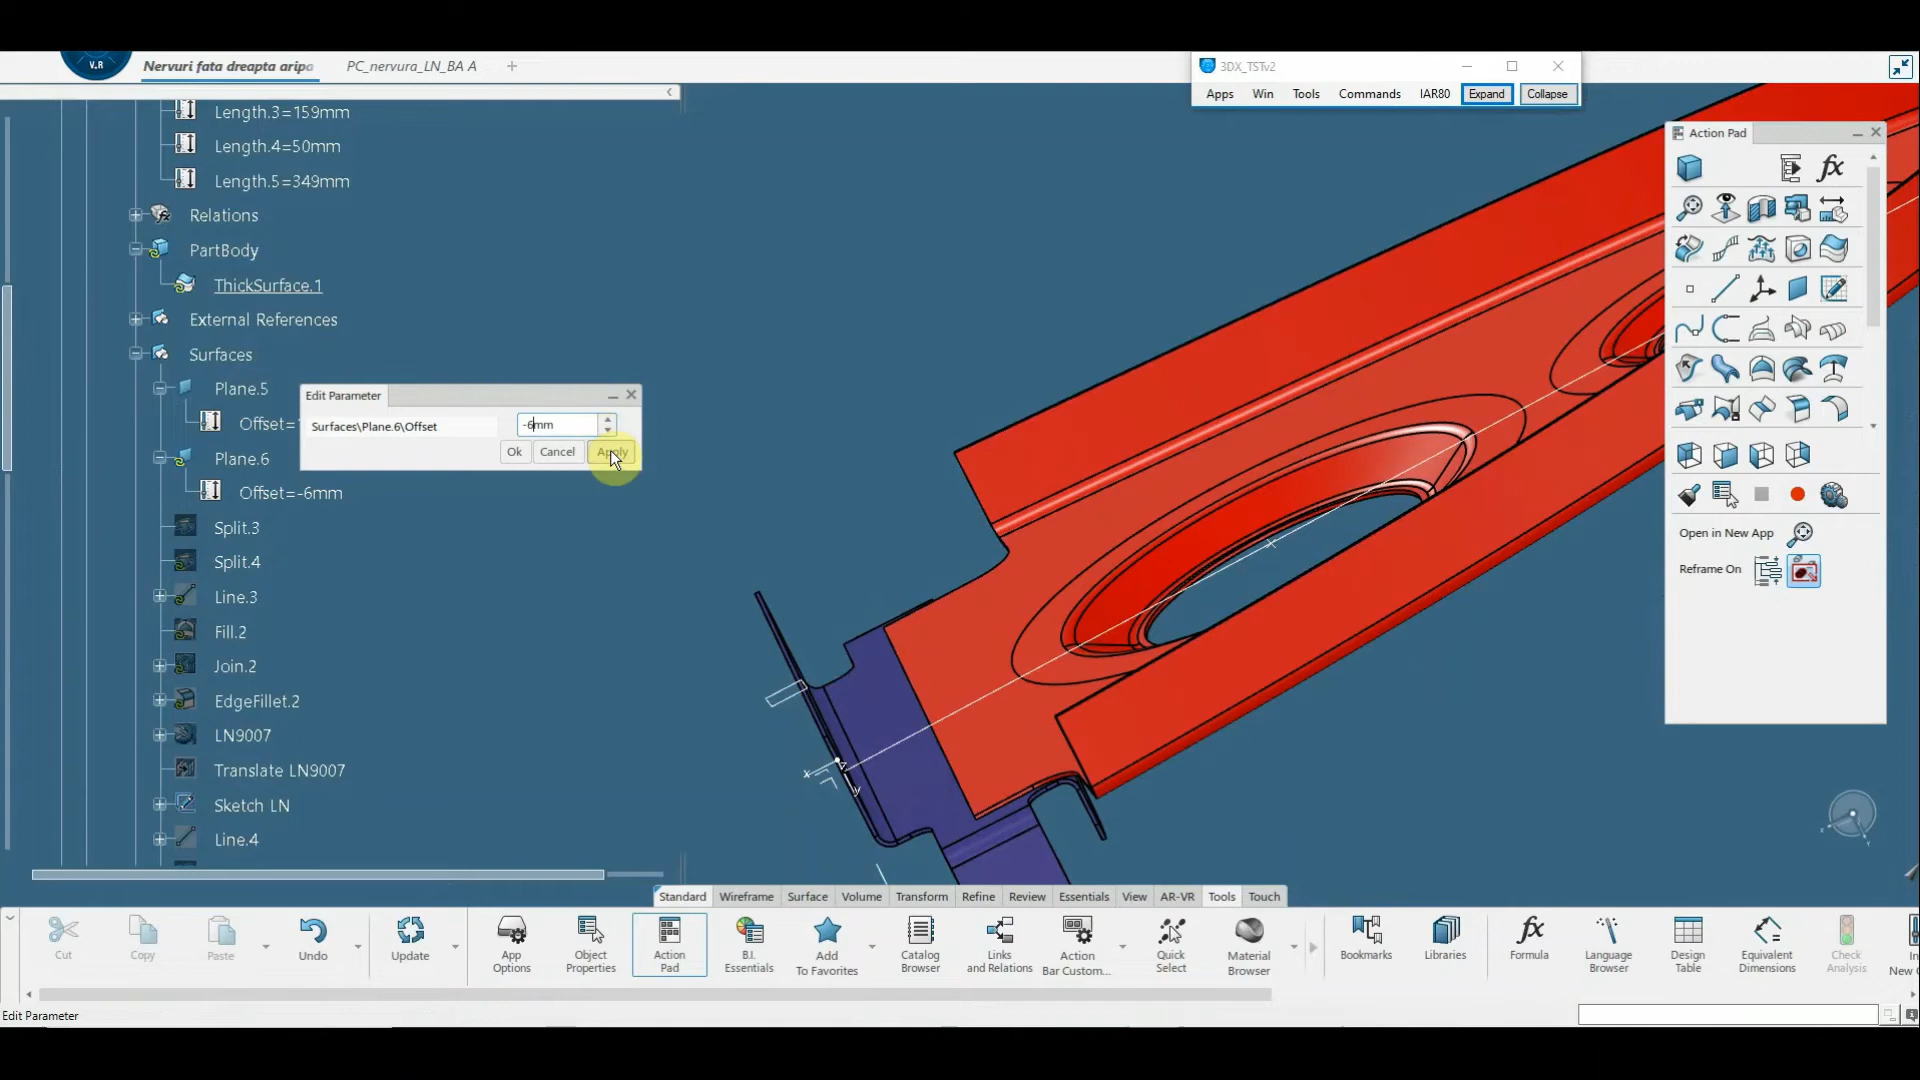 V.R
Nervuri fata dreapta aripa
PC_nervura_LN_BA A
3DX_TSTv2
Apps
Win
Tools
Commands
IAR80
Expand
Collapse
Length.3=159mm
Length.4=50mm
Length.5=349mm
Relations
PartBody
ThickSurface.1
External References
Surfaces
Plane.5
Offset=
Plane.6
Offset=-6mm
Split.3
Split.4
Line.3
Fill.2
Join.2
EdgeFillet.2
LN9007
Translate LN9007
Sketch LN
Line.4
Edit Parameter
Surfaces\Plane.6\Offset
-6mm
Ok
Cancel
Apply
x
y
Action Pad
fx
Open in New App
Reframe On
Standard
Wireframe
Surface
Volume
Transform
Refine
Review
Essentials
View
AR-VR
Tools
Touch
Cut
Copy
Paste
Undo
Update
App
Options
Object
Properties
Action
Pad
B.I.
Essentials
Add
To Favorites
Catalog
Browser
Links
and Relations
Action
Bar Custom...
Quick
Select
Material
Browser
Bookmarks
Libraries
fx
Formula
Language
Browser
Design
Table
Equivalent
Dimensions
Check
Analysis
In
New
Edit Parameter